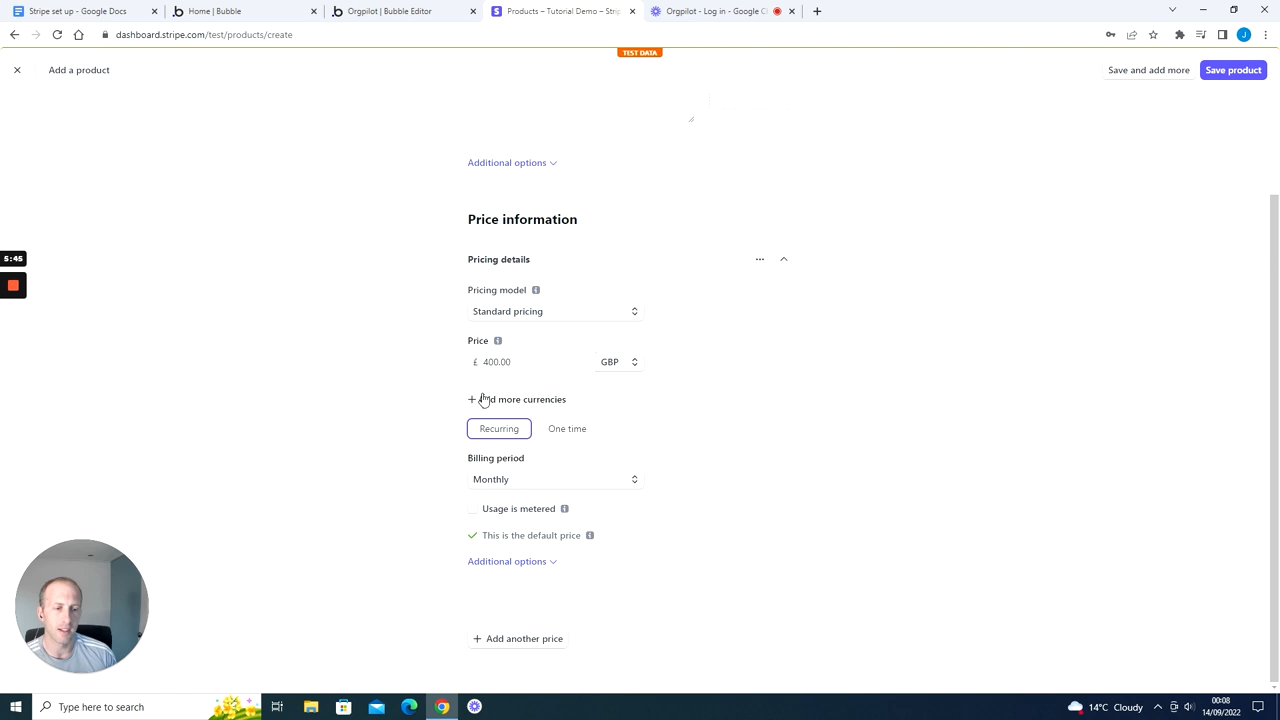 Stripe set up - Google Docs
Home | Bubble
Orgpilot | Bubble Editor
Products – Tutorial Demo – Stri
Orgpilot - Log in - Google C
dashboard.stripe.com/test/products/create
J
TEST DATA
Add a product
Save and add more
Save product
Additional options
Price information
Pricing details
Pricing model
Standard pricing
Price
£ 400.00
GBP
5:45
more currencies
Recurring
One time
Billing period
Monthly
Usage is metered
This is the default price
Additional options
Add another price
Type here to search
14°C Cloudy
00:08
14/09/2022